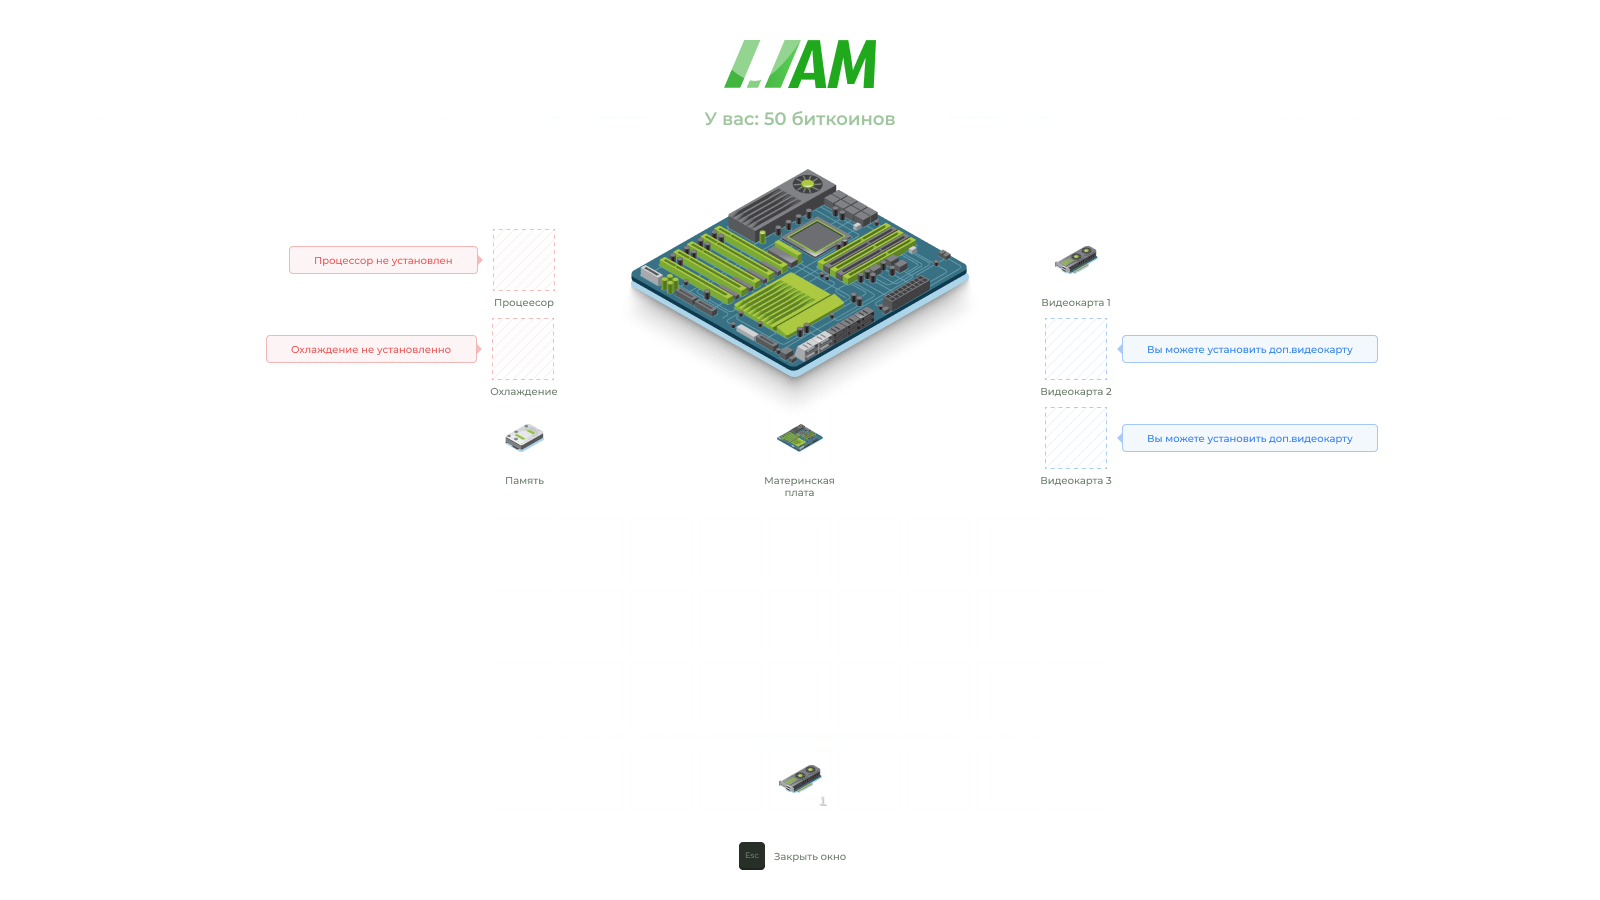 AM
У вас: 50 биткоинов
Процессор не установлен
Процеесор
Охлаждение не установленно
Охлаждение
Память
Материнская
плата
Видеокарта 1
Вы можете установить доп.видеокарту
Видеокарта 2
Вы можете установить доп.видеокарту
Видеокарта 3
1
Esc
Закрыть окно